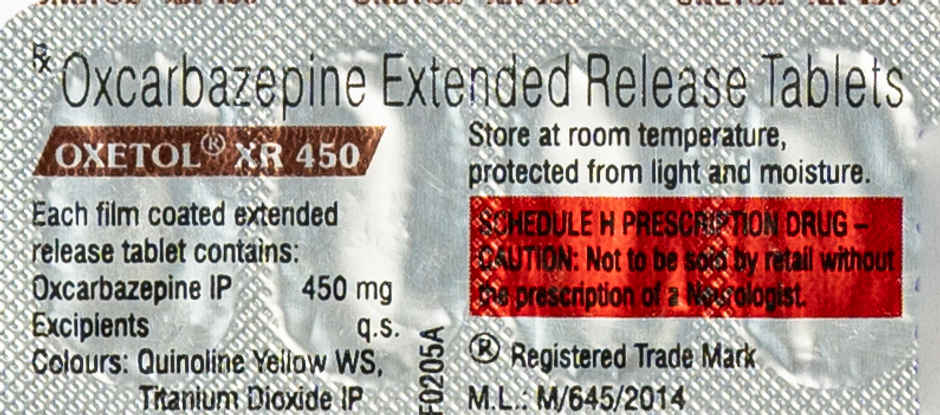 ℞ Oxcarbazepine Extended Release Tablets
OXETOL® XR 450
Each film coated extended
release tablet contains:
Oxcarbazepine IP 450 mg
Excipients q.s.
Colours: Quinoline Yellow WS,
Titanium Dioxide IP
F0205A
Store at room temperature,
protected from light and moisture.
SCHEDULE H PRESCRIPTION DRUG –
CAUTION: Not to be sold by retail without
the prescription of a Neurologist.
® Registered Trade Mark
M.L.: M/645/2014